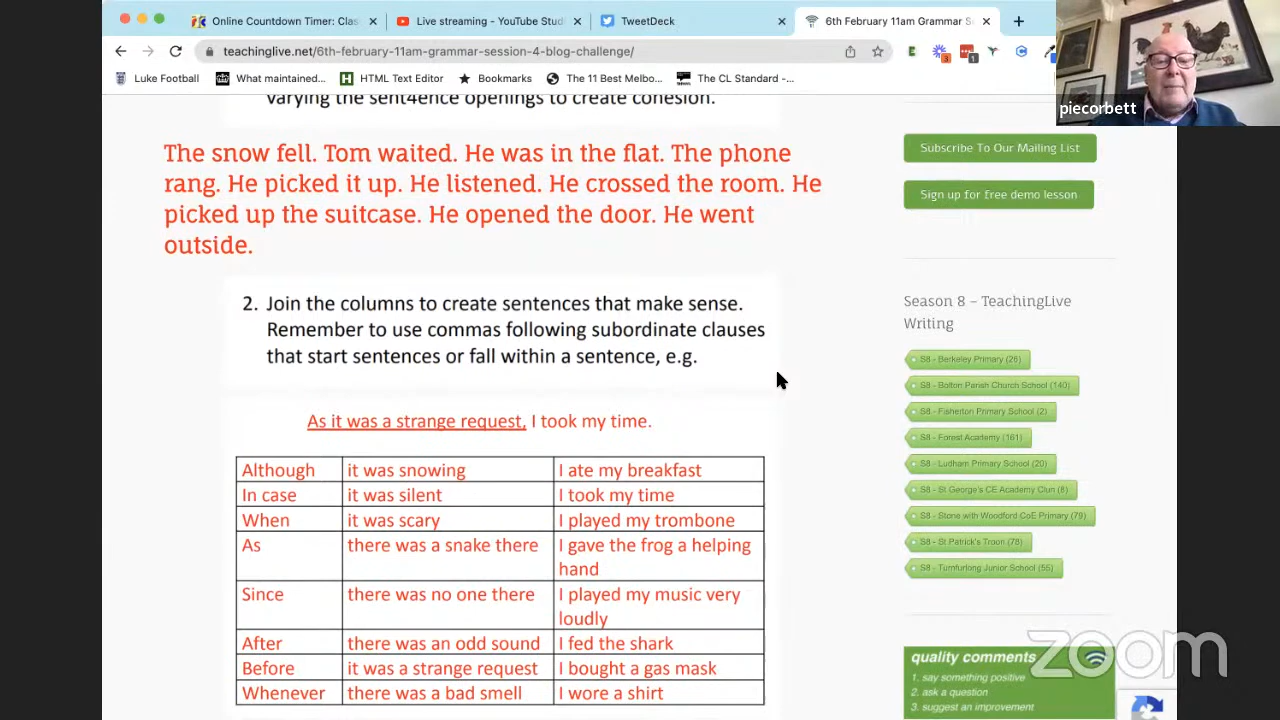 Online Countdown Timer: Clas
Live streaming - YouTube Stud
TweetDeck
6th February 11am Grammar S
teachinglive.net/6th-february-11am-grammar-session-4-blog-challenge/
Luke Football
What maintained...
HTML Text Editor
Bookmarks
The 11 Best Melbo...
The CL Standard -...
piecorbett
varying the sent4ence openings to create cohesion.
The snow fell. Tom waited. He was in the flat. The phone
rang. He picked it up. He listened. He crossed the room. He
picked up the suitcase. He opened the door. He went
outside.
2. Join the columns to create sentences that make sense.
Remember to use commas following subordinate clauses
that start sentences or fall within a sentence, e.g.
As it was a strange request, I took my time.
Although it was snowing I ate my breakfast
In case it was silent I took my time
When it was scary I played my trombone
As there was a snake there I gave the frog a helping
hand
Since there was no one there I played my music very
loudly
After there was an odd sound I fed the shark
Before it was a strange request I bought a gas mask
Whenever there was a bad smell I wore a shirt
Subscribe To Our Mailing List
Sign up for free demo lesson
Season 8 – TeachingLive
Writing
S8 - Berkeley Primary (26)
S8 - Bolton Parish Church School (140)
S8 - Fisherton Primary School (2)
S8 - Forest Academy (161)
S8 - Ludham Primary School (20)
S8 - St George's CE Academy Clun (8)
S8 - Stone with Woodford CoE Primary (79)
S8 - St Patrick's Troon (78)
S8 - Turnfurlong Junior School (55)
quality comments
1. say something positive
2. ask a question
3. suggest an improvement
zoom